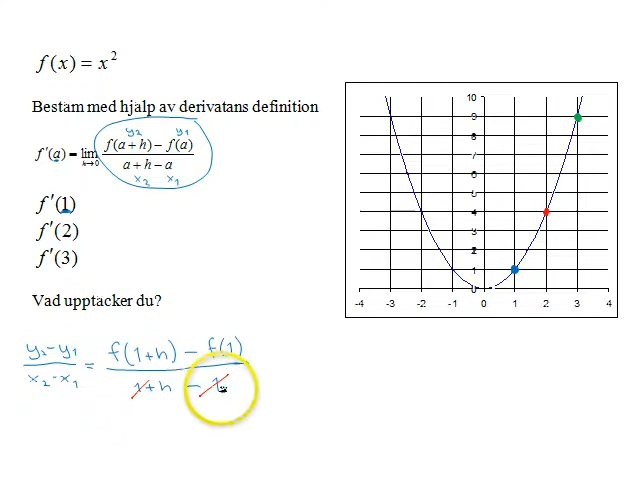 f(x) = x²
Bestäm med hjälp av derivatans definition
y₂ y₁
f'(a) = lim h→0 f(a+h) − f(a) / a + h − a
x₂ x₁
f'(1)
f'(2)
f'(3)
Vad upptäcker du?
y₂ − y₁ / x₂ − x₁ = f(1+h) − f(1) / 1+h − 1
10
9
8
7
6
5
4
3
2
1
0
-4 -3 -2 -1 0 1 2 3 4